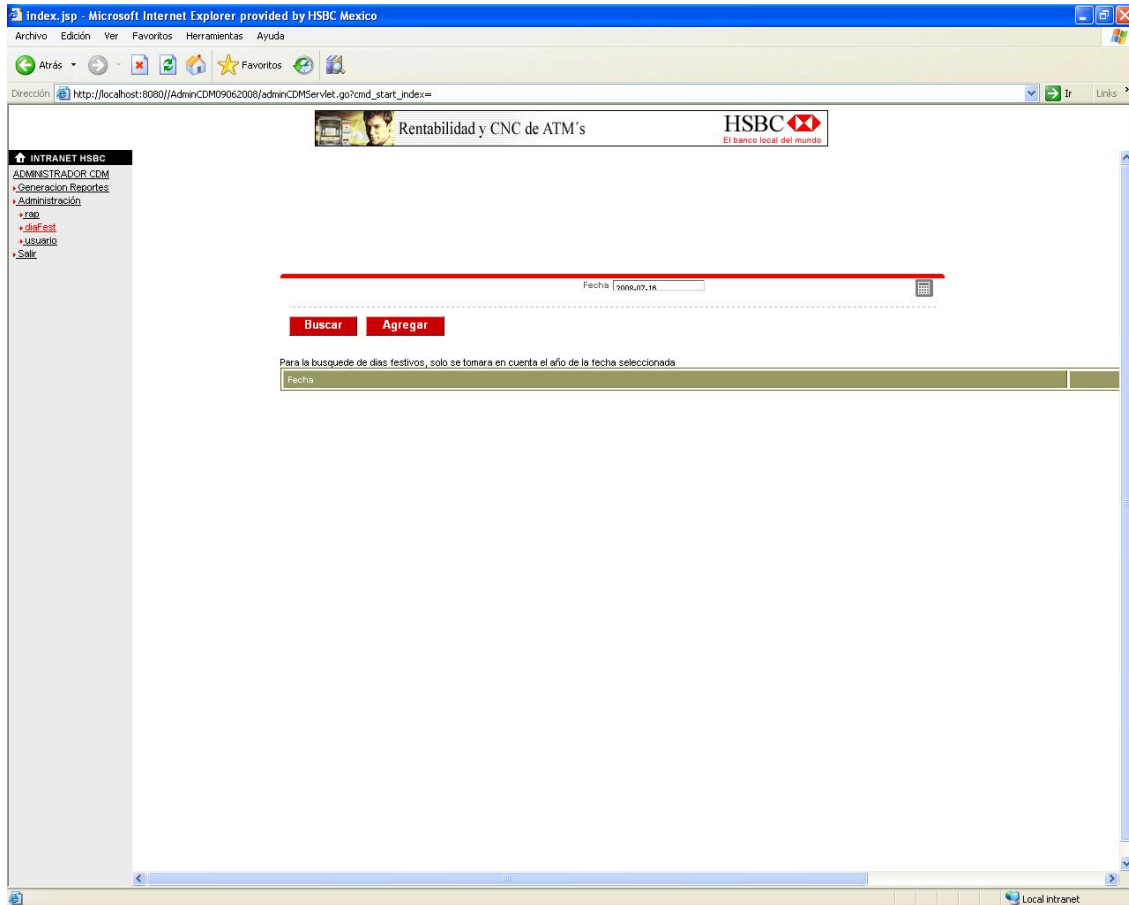 index.jsp - Microsoft Internet Explorer provided by HSBC Mexico
Archivo Edición Ver Favoritos Herramientas Ayuda
Atrás Favoritos
Dirección http://localhost:8080//AdminCDM09062008/adminCDMServlet.go?cmd_start_index= Ir Links
Rentabilidad y CNC de ATM´s HSBC
El banco local del mundo
INTRANET HSBC
ADMINISTRADOR CDM
Generacion Reportes
Administración
rap
diaFest
usuario
Salir
Fecha 2008-07-16
Buscar Agregar
Para la busquede de dias festivos, solo se tomara en cuenta el año de la fecha seleccionada
Fecha
Local intranet